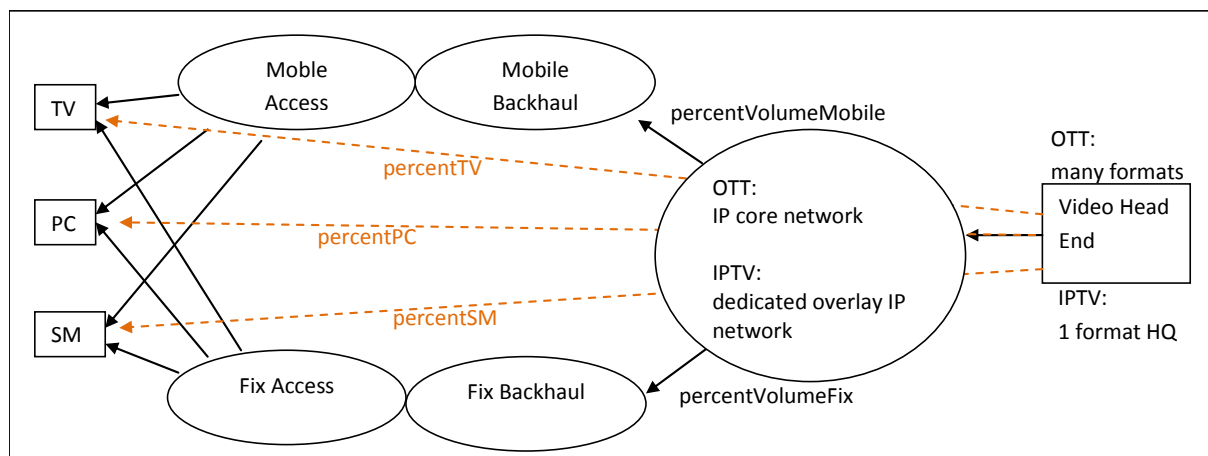 Moble
Access
Mobile
Backhaul
TV
percentVolumeMobile
OTT:
many formats
percentTV
OTT:
IP core network
Video Head
End
PC
percentPC
IPTV:
dedicated overlay IP
network
IPTV:
1 format HQ
SM
percentSM
Fix Access
Fix Backhaul
percentVolumeFix